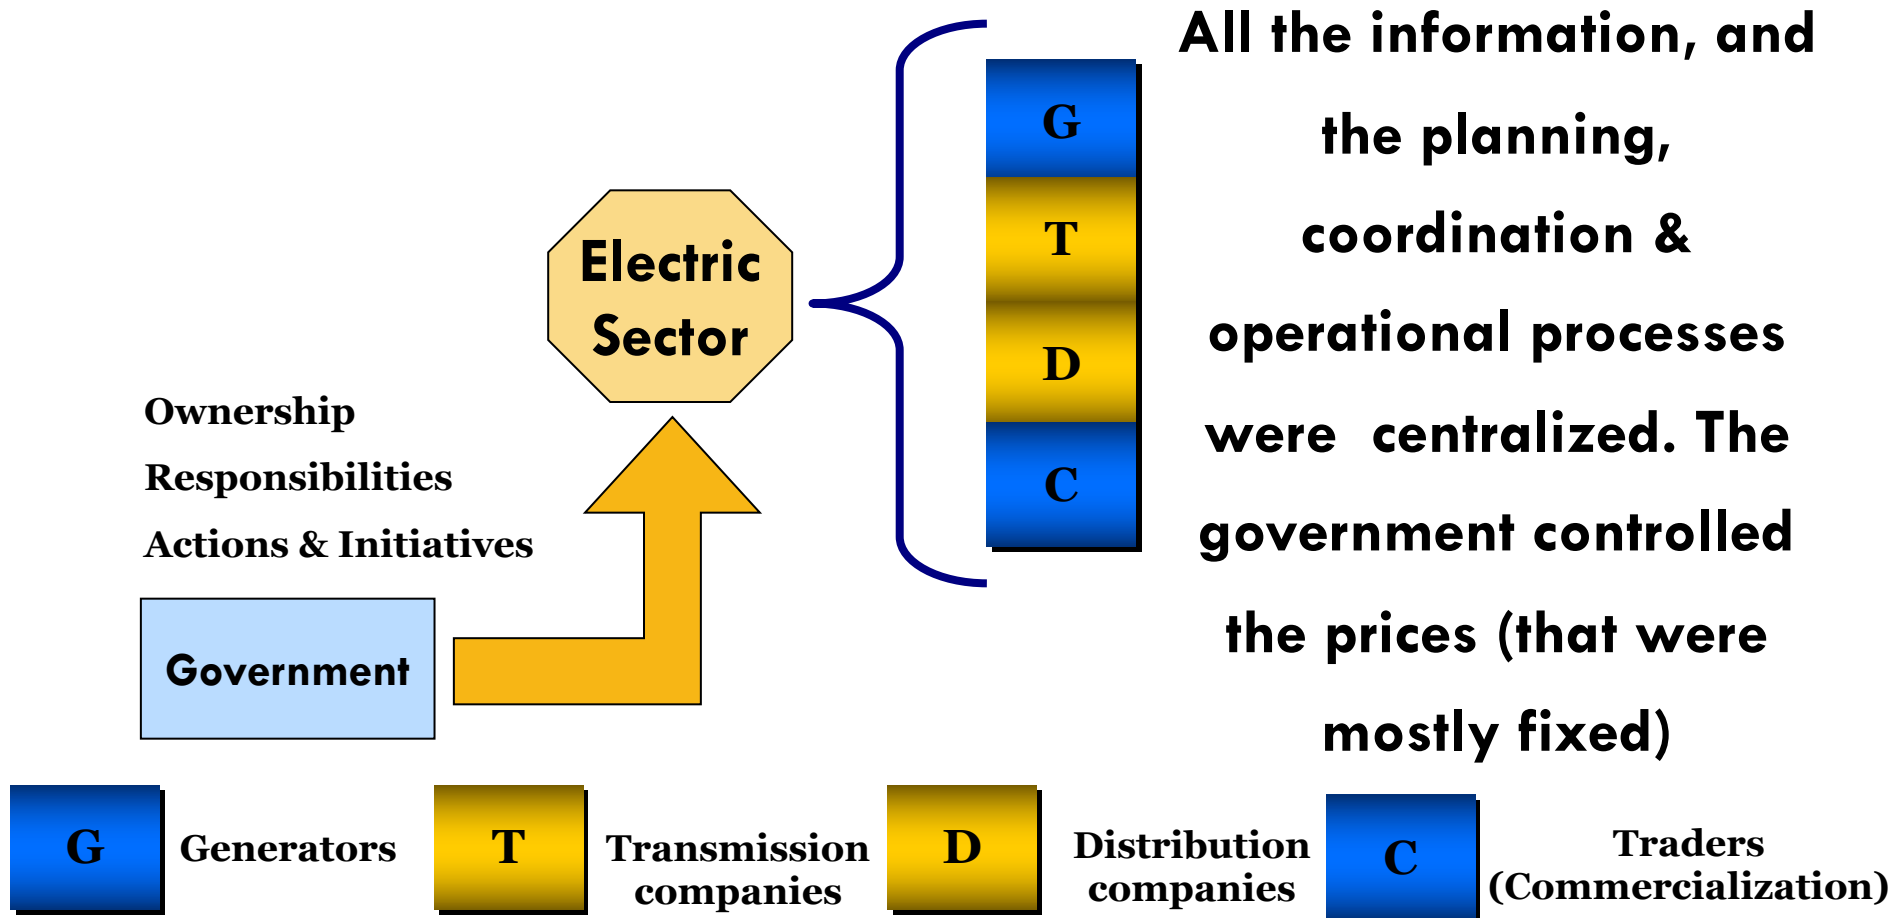 All the information, and
the planning,
coordination &
operational processes
were  centralized. The
government controlled
the prices (that were
mostly fixed)
G
T
D
C
Electric
Sector
Ownership
Responsibilities
Actions & Initiatives
Government
G
Generators
T
Transmission
companies
D
Distribution
companies
C
Traders
(Commercialization)